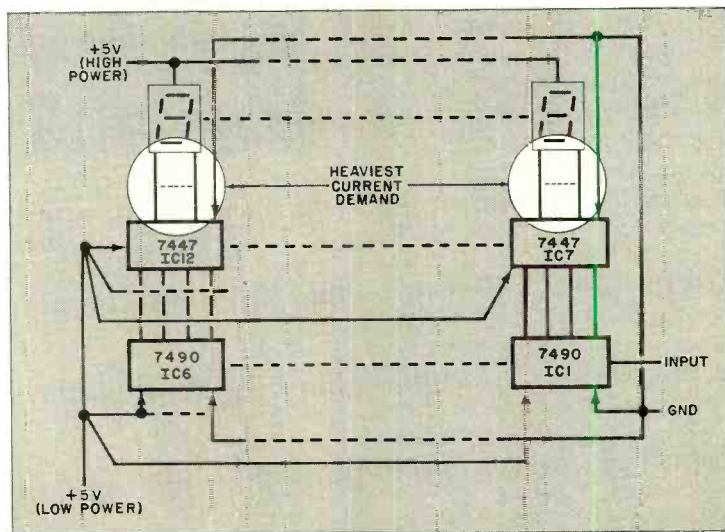 +5V
(HIGH
POWER)
HEAVIEST
CURRENT
DEMAND
7447
IC12
7447
IC7
7490
IC6
7490
IC1
INPUT
GND
+5V
(LOW POWER)